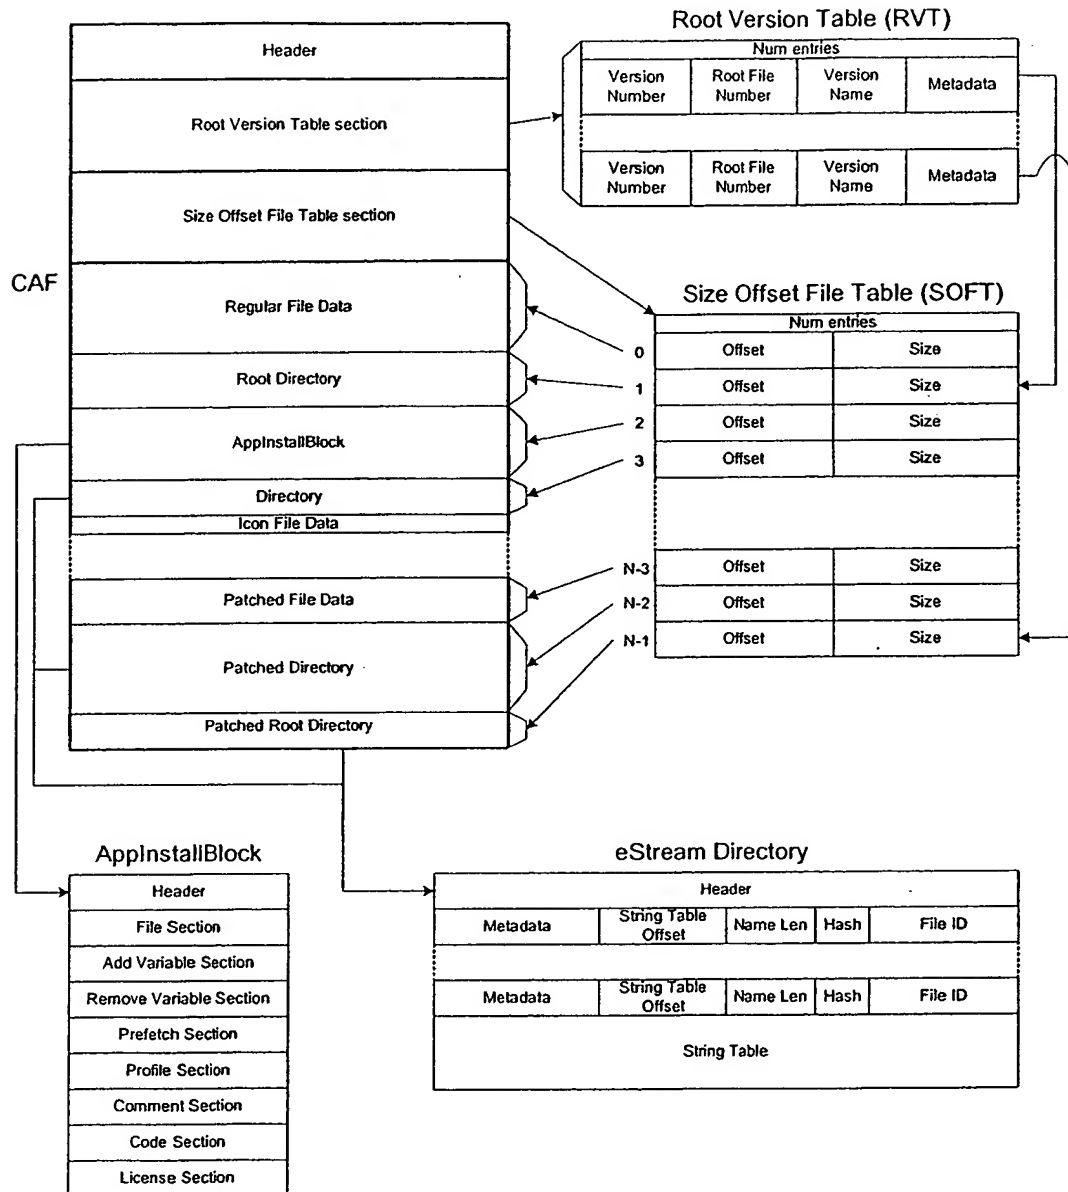 Root Version Table (RVT)
Num entries
Version Number
Root File Number
Version Name
Metadata
Version Number
Root File Number
Version Name
Metadata
CAF
Header
Root Version Table section
Size Offset File Table section
Regular File Data
Root Directory
AppInstallBlock
Directory
Icon File Data
Patched File Data
Patched Directory
Patched Root Directory
Size Offset File Table (SOFT)
Num entries
0
Offset
Size
1
Offset
Size
2
Offset
Size
3
Offset
Size
N-3
Offset
Size
N-2
Offset
Size
N-1
Offset
Size
AppInstallBlock
Header
File Section
Add Variable Section
Remove Variable Section
Prefetch Section
Profile Section
Comment Section
Code Section
License Section
eStream Directory
Header
Metadata
String Table Offset
Name Len
Hash
File ID
Metadata
String Table Offset
Name Len
Hash
File ID
String Table